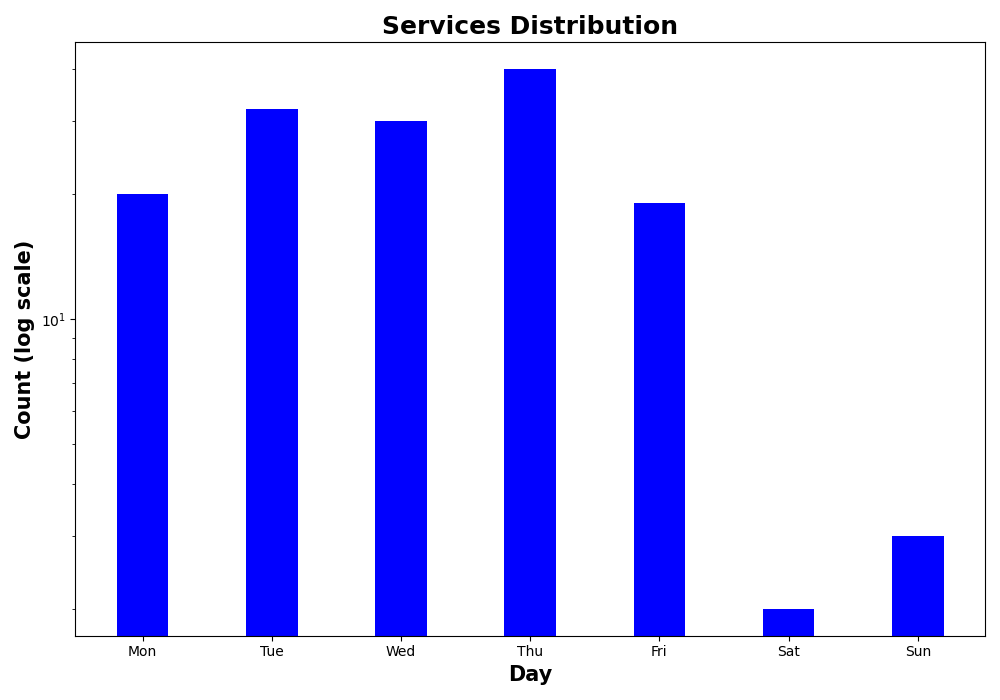 Services Distribution
Count (log scale)
10¹
Mon Tue Wed Thu Fri Sat Sun
Day